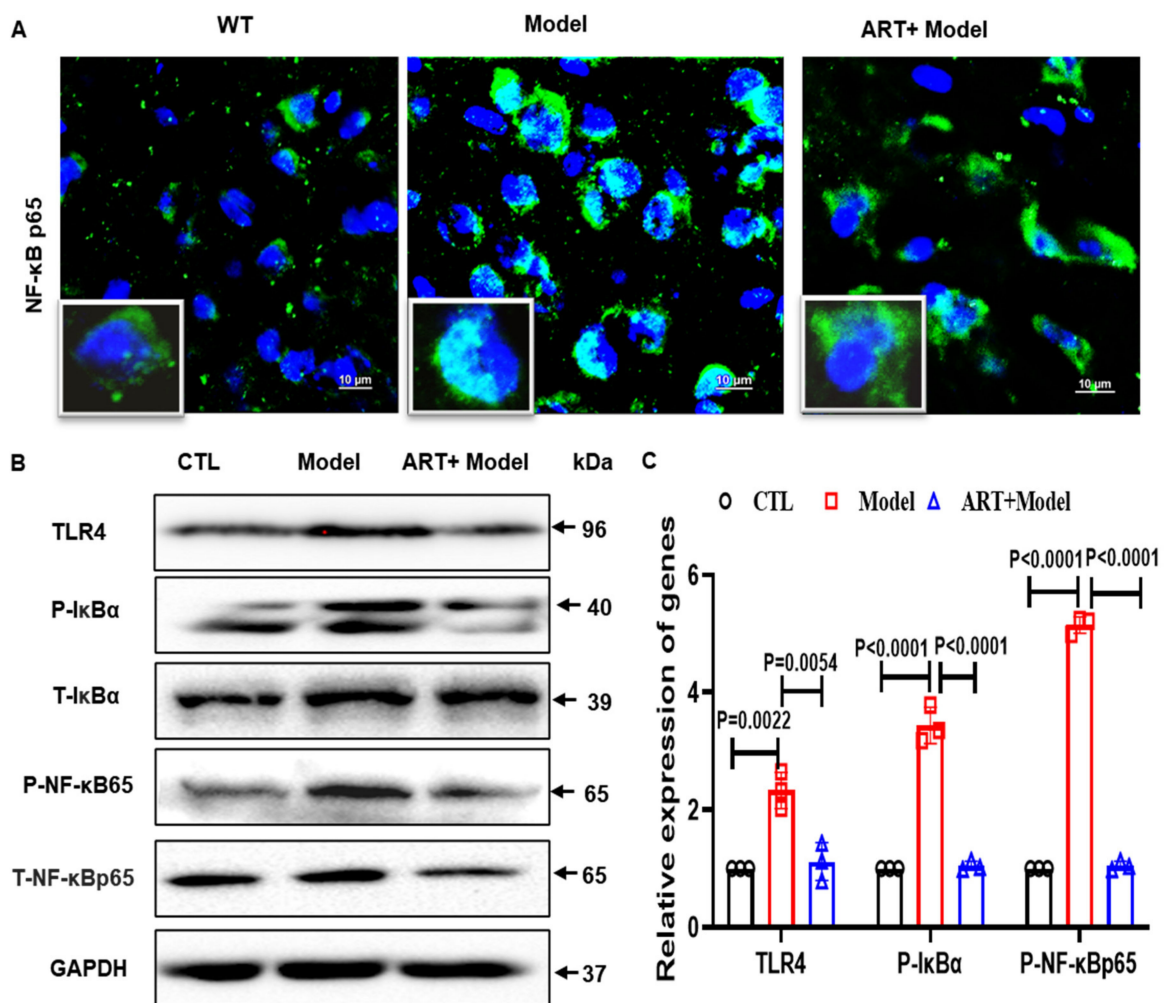 A
WT
Model
ART+ Model
NF-κB p65
10 μm
10 μm
10 μm
B
CTL
Model
ART+ Model
kDa
TLR4
96
P-IκBα
40
T-IκBα
39
P-NF-κB65
65
T-NF-κBp65
65
GAPDH
37
C
CTL
Model
ART+Model
Relative expression of genes
6
4
2
0
P=0.0022
P=0.0054
P<0.0001
P<0.0001
P<0.0001
P<0.0001
TLR4
P-IκBα
P-NF-κBp65